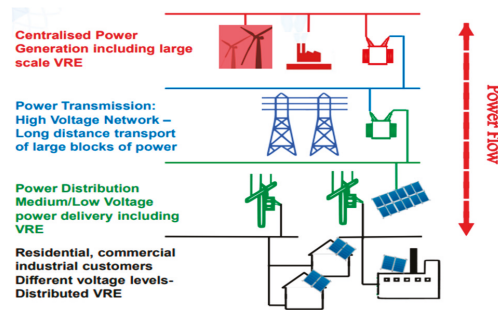 Centralised Power
Generation including large
scale VRE
Power Transmission:
High Voltage Network –
Long distance transport
of large blocks of power
Power Distribution
Medium/Low Voltage
power delivery including
VRE
Residential, commercial
industrial customers
Different voltage levels-
Distributed VRE
Power Flow